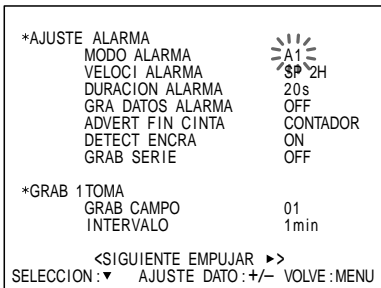 *AJUSTE ALARMA
MODO ALARMA A1
VELOCI ALARMA SP 2H
DURACION ALARMA 20s
GRA DATOS ALARMA OFF
ADVERT FIN CINTA CONTADOR
DETECT ENCRA ON
GRAB SERIE OFF
*GRAB 1TOMA
GRAB CAMPO 01
INTERVALO 1min
<SIGUIENTE EMPUJAR ►>
SELECCION:▼ AJUSTE DATO:+/– VOLVE:MENU